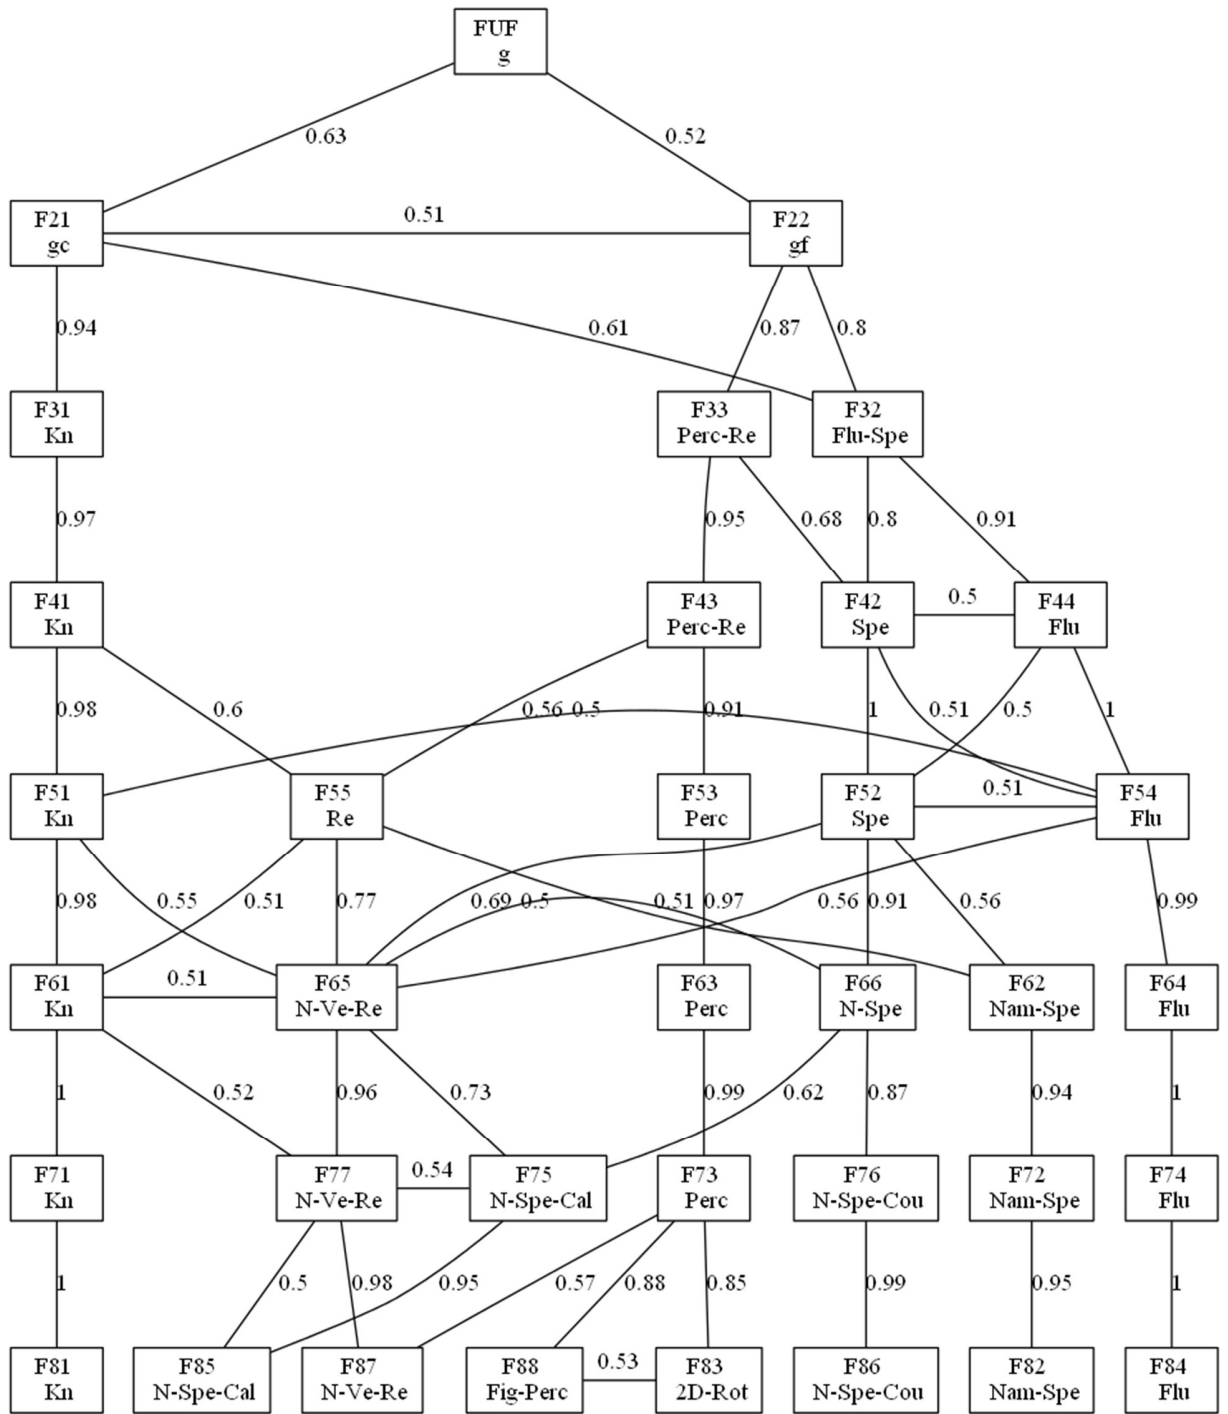 FUF
g
0.63
0.52
F21
gc
0.51
F22
gf
0.94
0.61
0.87
0.8
F31
Kn
F33
Perc-Re
F32
Flu-Spe
0.97
0.95
0.68
0.8
0.91
F41
Kn
F43
Perc-Re
F42
Spe
0.5
F44
Flu
0.98
0.6
0.56
0.5
0.91
1
0.51
0.5
1
F51
Kn
F55
Re
F53
Perc
F52
Spe
0.51
F54
Flu
0.98
0.55
0.51
0.77
0.69
0.5
0.51
0.97
0.56
0.91
0.56
0.99
F61
Kn
0.51
F65
N-Ve-Re
F63
Perc
F66
N-Spe
F62
Nam-Spe
F64
Flu
1
0.52
0.96
0.73
0.99
0.62
0.87
0.94
1
F71
Kn
F77
N-Ve-Re
0.54
F75
N-Spe-Cal
F73
Perc
F76
N-Spe-Cou
F72
Nam-Spe
F74
Flu
1
0.5
0.98
0.95
0.57
0.88
0.85
0.99
0.95
1
F81
Kn
F85
N-Spe-Cal
F87
N-Ve-Re
F88
Fig-Perc
0.53
F83
2D-Rot
F86
N-Spe-Cou
F82
Nam-Spe
F84
Flu